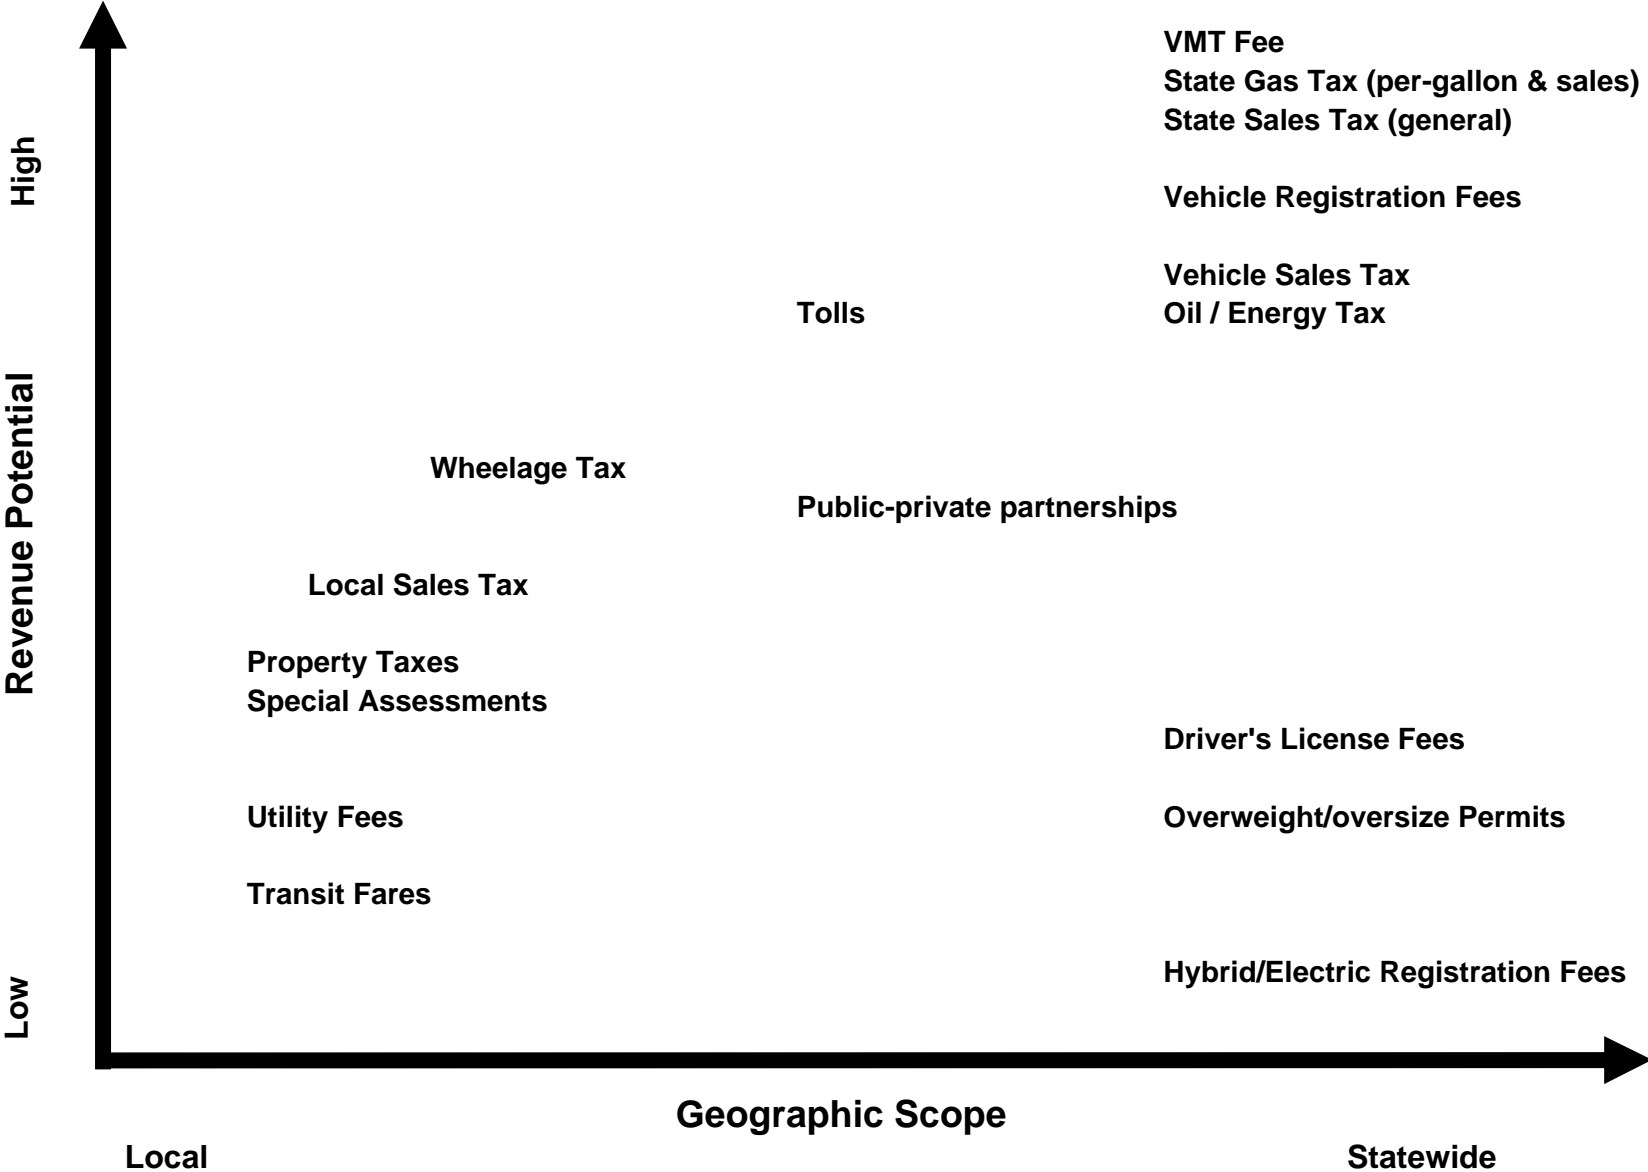 VMT Fee
State Gas Tax (per-gallon & sales)
State Sales Tax (general)
High
Vehicle Registration Fees
Vehicle Sales Tax
Tolls
Oil / Energy Tax
Revenue Potential
Wheelage Tax
Public-private partnerships
Local Sales Tax
Property Taxes
Special Assessments
Driver's License Fees
Utility Fees
Overweight/oversize Permits
Transit Fares
Low
Hybrid/Electric Registration Fees
Geographic Scope
Local
Statewide